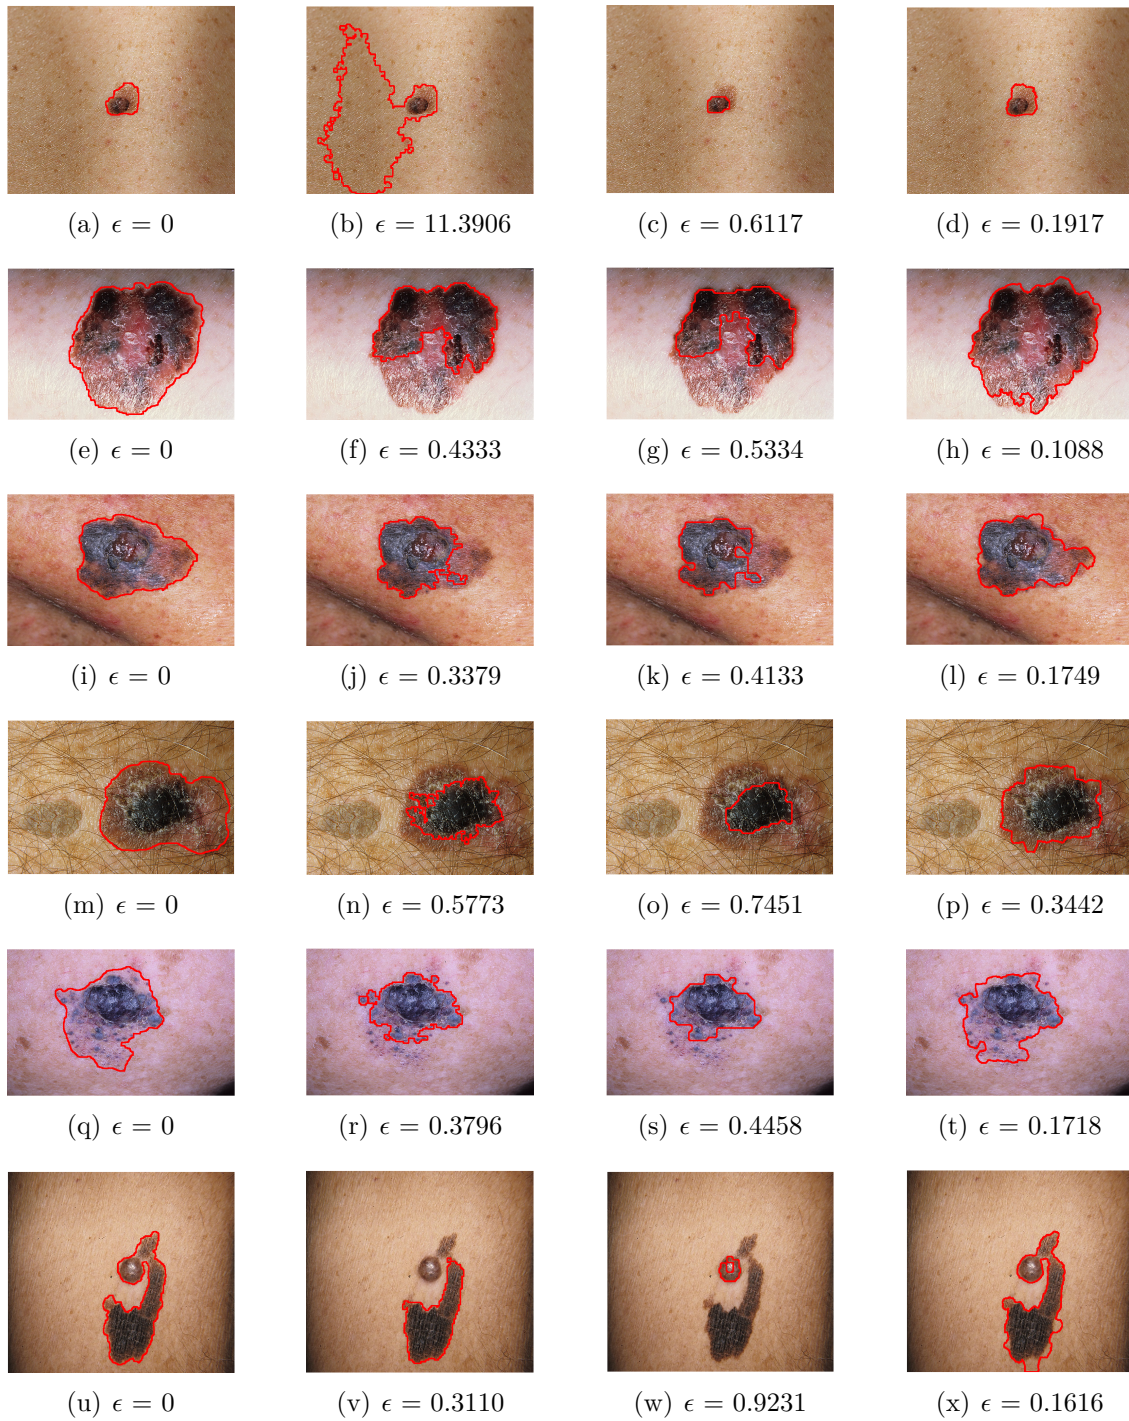 (a) ϵ = 0 (b) ϵ = 11.3906 (c) ϵ = 0.6117 (d) ϵ = 0.1917
(e) ϵ = 0 (f) ϵ = 0.4333 (g) ϵ = 0.5334 (h) ϵ = 0.1088
(i) ϵ = 0 (j) ϵ = 0.3379 (k) ϵ = 0.4133 (l) ϵ = 0.1749
(m) ϵ = 0 (n) ϵ = 0.5773 (o) ϵ = 0.7451 (p) ϵ = 0.3442
(q) ϵ = 0 (r) ϵ = 0.3796 (s) ϵ = 0.4458 (t) ϵ = 0.1718
(u) ϵ = 0 (v) ϵ = 0.3110 (w) ϵ = 0.9231 (x) ϵ = 0.1616